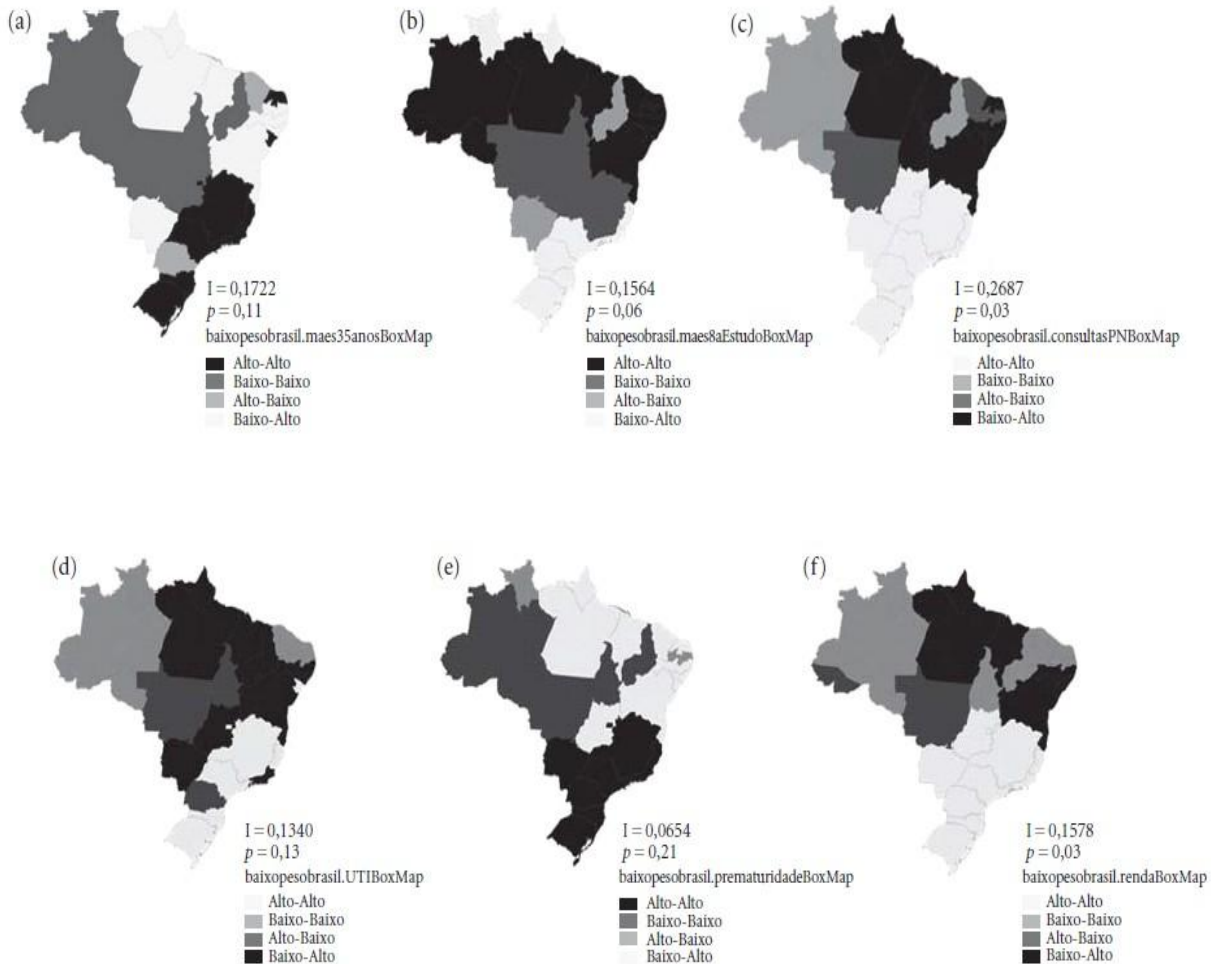 (a)
I = 0,1722
p = 0,11
baixopesobrasil.maes35anosBoxMap
Alto-Alto
Baixo-Baixo
Alto-Baixo
Baixo-Alto
(b)
I = 0,1564
p = 0,06
baixopesobrasil.maes8aEstudoBoxMap
Alto-Alto
Baixo-Baixo
Alto-Baixo
Baixo-Alto
(c)
I = 0,2687
p = 0,03
baixopesobrasil.consultasPNBoxMap
Alto-Alto
Baixo-Baixo
Alto-Baixo
Baixo-Alto
(d)
I = 0,1340
p = 0,13
baixopesobrasil.UTIBoxMap
Alto-Alto
Baixo-Baixo
Alto-Baixo
Baixo-Alto
(e)
I = 0,0654
p = 0,21
baixopesobrasil.prematuridadeBoxMap
Alto-Alto
Baixo-Baixo
Alto-Baixo
Baixo-Alto
(f)
I = 0,1578
p = 0,03
baixopesobrasil.rendaBoxMap
Alto-Alto
Baixo-Baixo
Alto-Baixo
Baixo-Alto